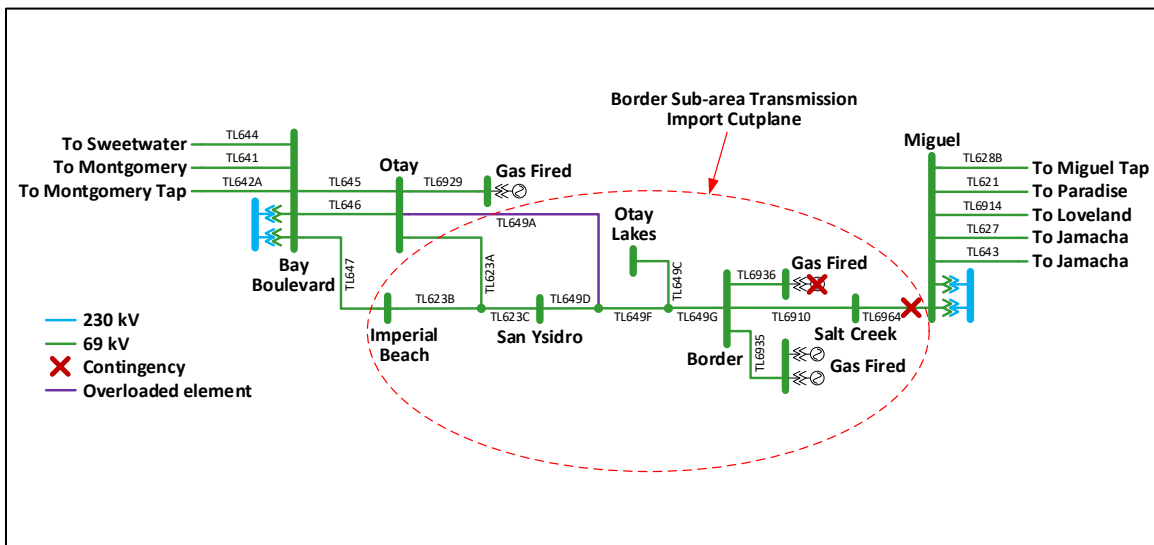 Border Sub-area Transmission
Import Cutplane
Miguel
To Sweetwater
TL644
To Montgomery
TL641
To Montgomery Tap
TL642A
TL645
TL646
Otay
TL6929
Gas Fired
TL649A
TL628B
To Miguel Tap
TL621
To Paradise
TL6914
To Loveland
TL627
To Jamacha
TL643
To Jamacha
Otay
Lakes
Gas Fired
TL6936
TL649C
TL623A
Bay
Boulevard
TL647
TL623B
Imperial
Beach
TL623C
TL649D
San Ysidro
TL649F
TL649G
TL6910
TL6964
Salt Creek
Border
TL6935
Gas Fired
230 kV
69 kV
Contingency
Overloaded element